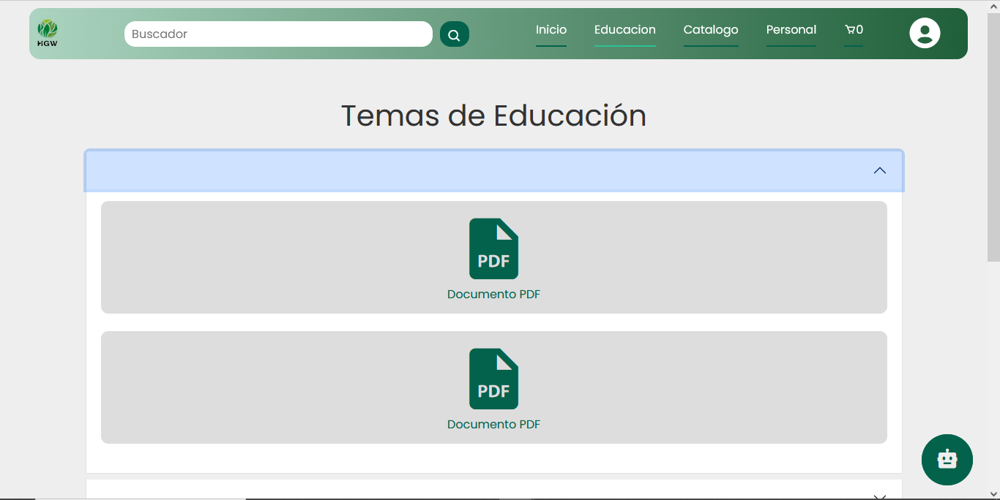 HGW
Buscador
Inicio
Educacion
Catalogo
Personal
0
Temas de Educación
PDF
Documento PDF
PDF
Documento PDF